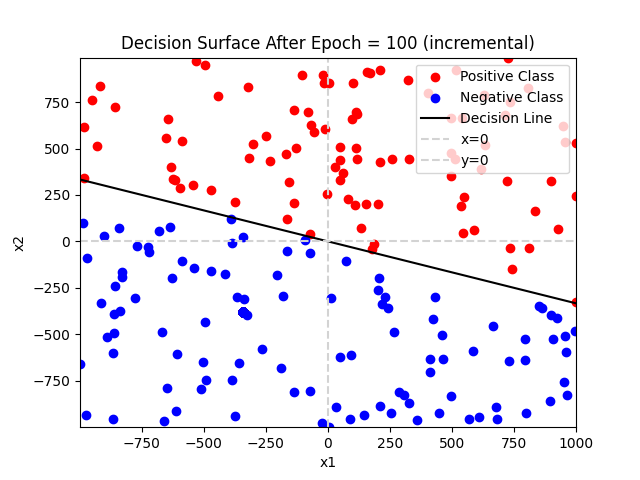 Decision Surface After Epoch = 100 (incremental)
Positive Class
Negative Class
Decision Line
x=0
y=0
x2
750
500
250
0
−250
−500
−750
−750
−500
−250
0
250
500
750
1000
x1